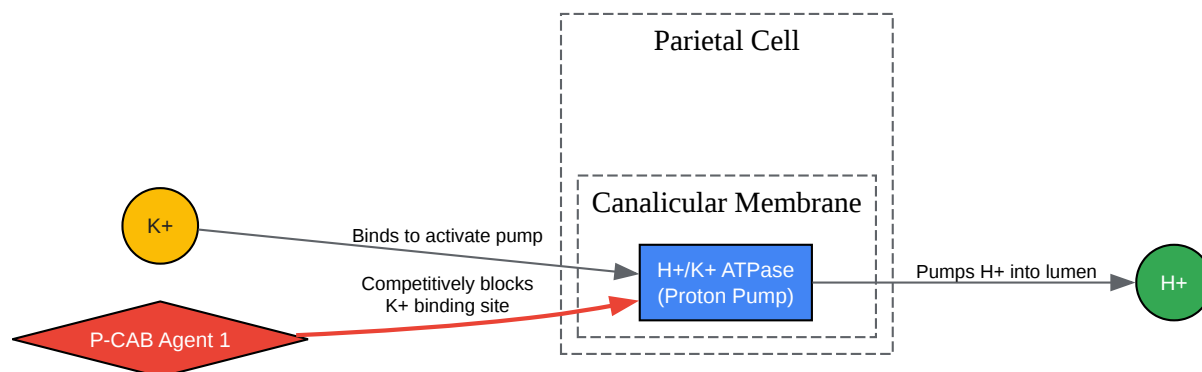 Parietal Cell
Canalicular Membrane
K+
Binds to activate pump
H+/K+ ATPase
(Proton Pump)
Pumps H+ into lumen
H+
Competitively blocks
K+ binding site
P-CAB Agent 1